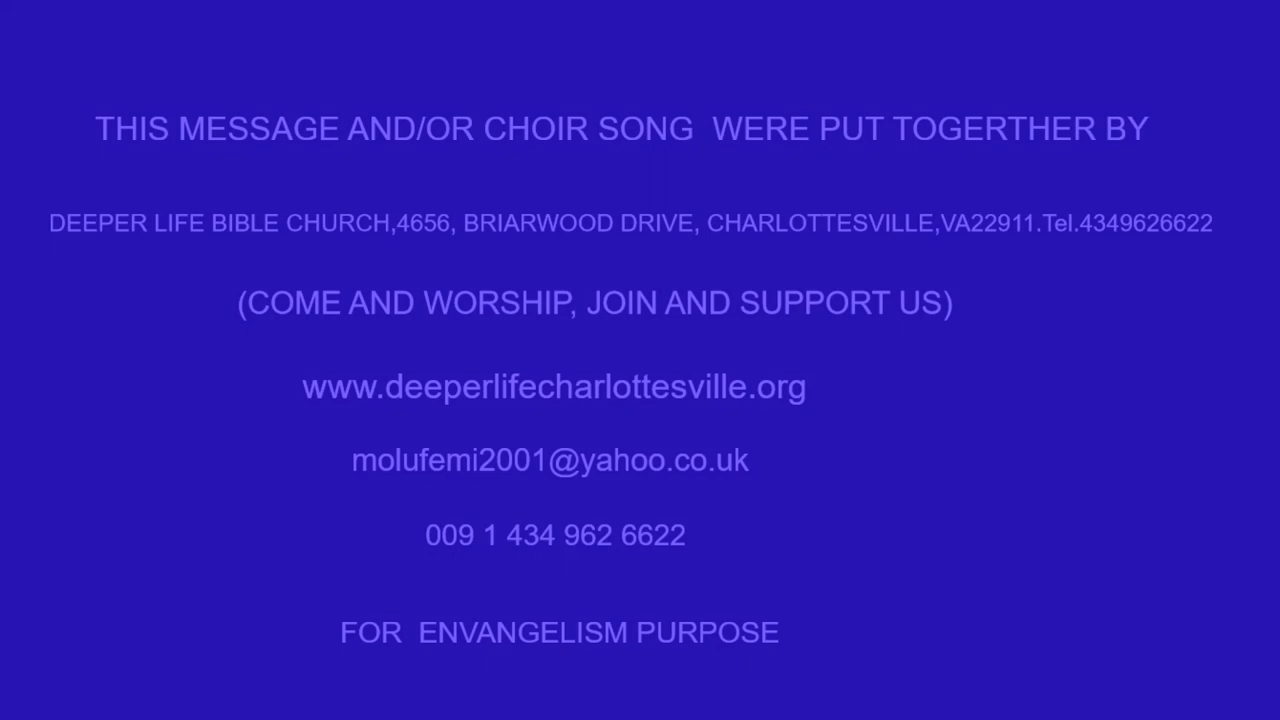 THIS MESSAGE AND/OR CHOIR SONG  WERE PUT TOGERTHER BY
DEEPER LIFE BIBLE CHURCH,4656, BRIARWOOD DRIVE, CHARLOTTESVILLE,VA22911.Tel.4349626622
(COME AND WORSHIP, JOIN AND SUPPORT US)
www.deeperlifecharlottesville.org
molufemi2001@yahoo.co.uk
009 1 434 962 6622
FOR  ENVANGELISM PURPOSE